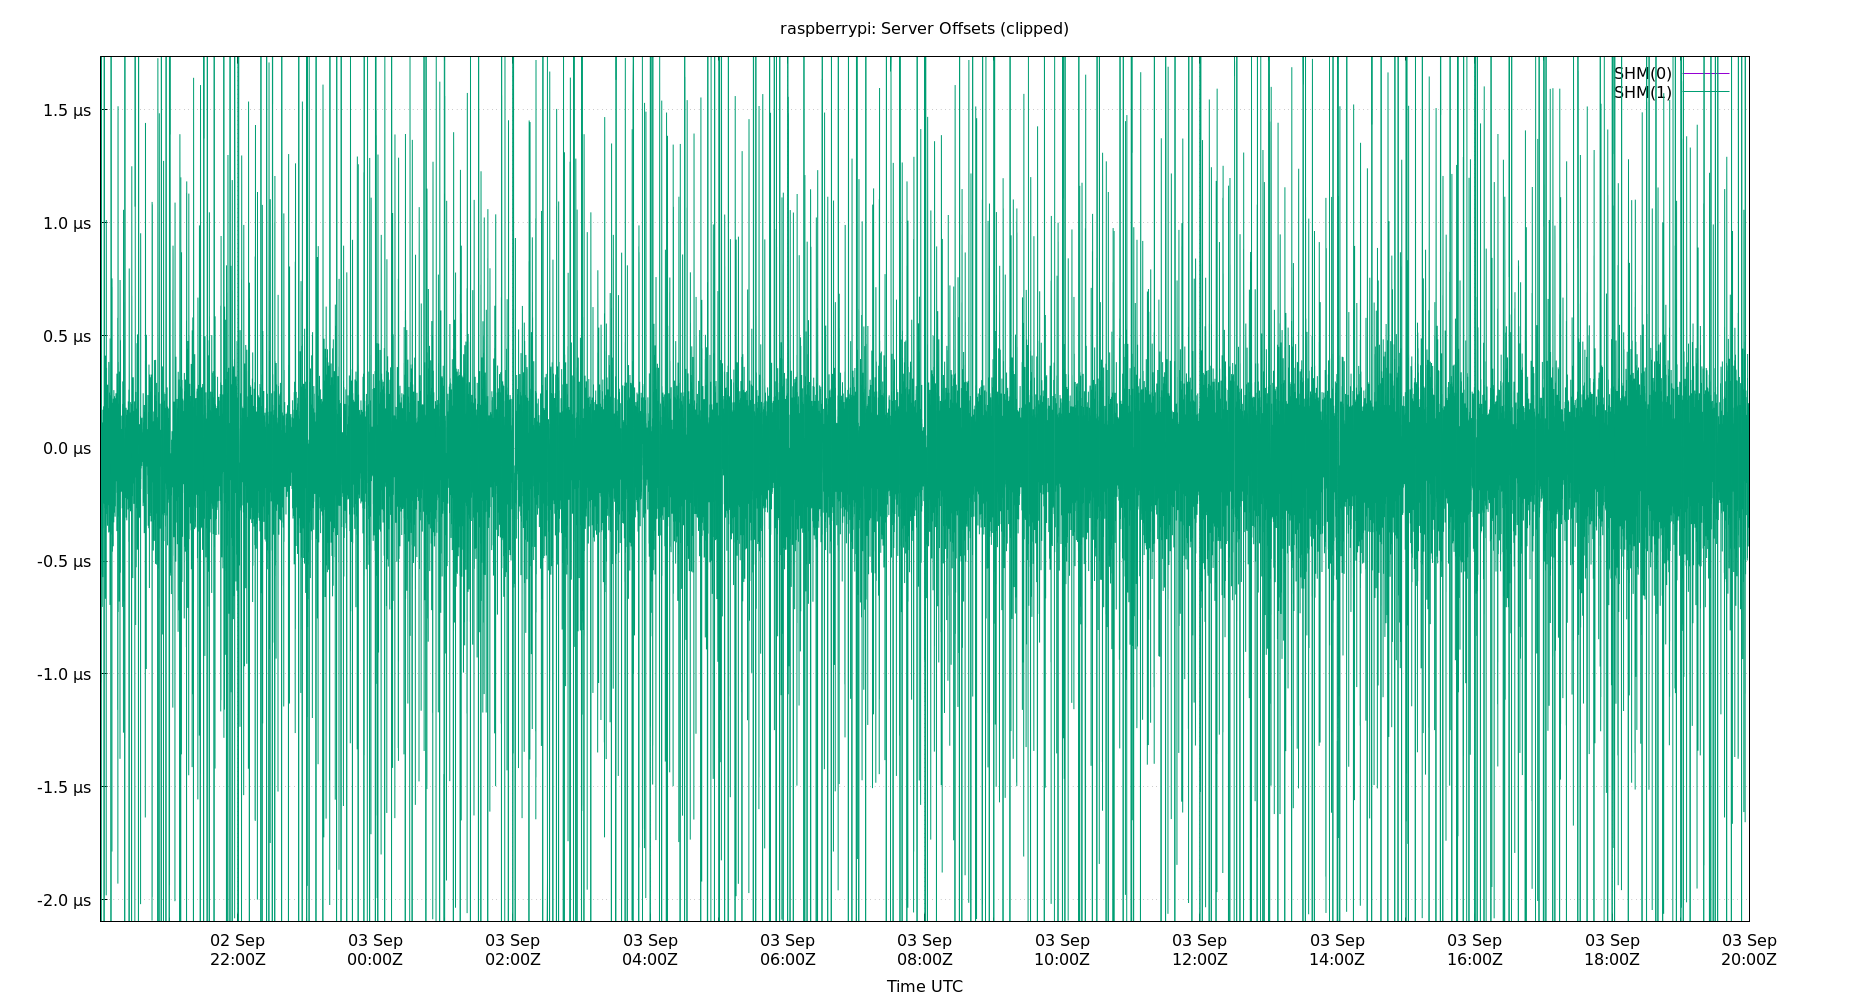 raspberrypi: Server Offsets (clipped)
SHM(0)
SHM(1)
1.5 µs
1.0 µs
0.5 µs
0.0 µs
-0.5 µs
-1.0 µs
-1.5 µs
-2.0 µs
02 Sep 03 Sep 03 Sep 03 Sep 03 Sep 03 Sep 03 Sep 03 Sep 03 Sep 03 Sep 03 Sep 03 Sep
22:00Z 00:00Z 02:00Z 04:00Z 06:00Z 08:00Z 10:00Z 12:00Z 14:00Z 16:00Z 18:00Z 20:00Z
Time UTC